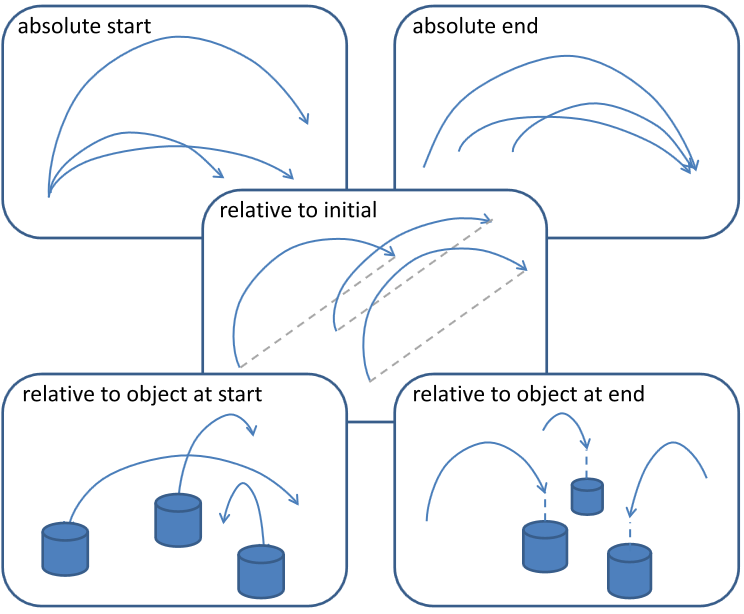 absolute start
absolute end
relative to initial
relative to object at start
relative to object at end